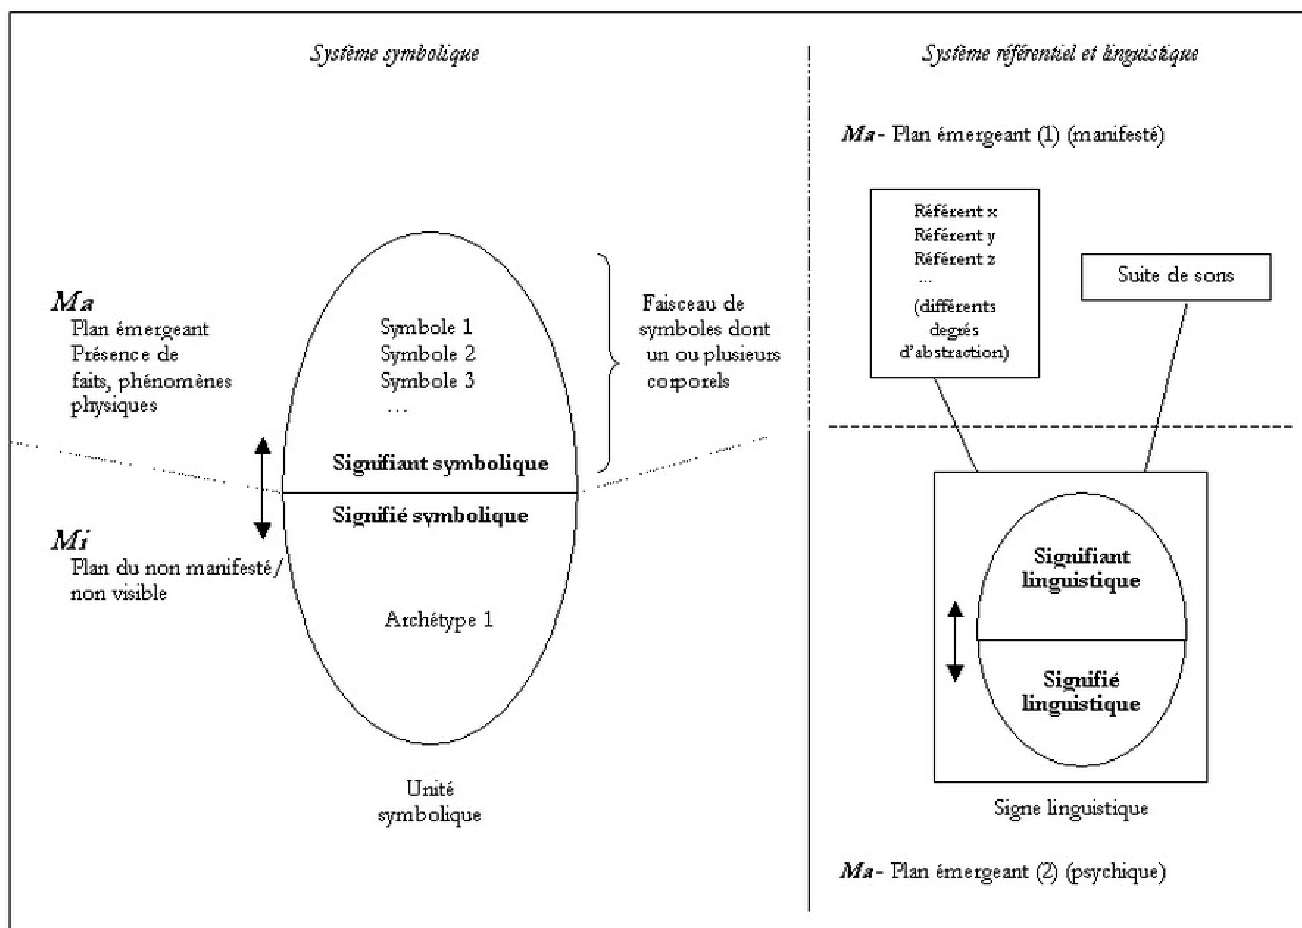 Système symbolique
Ma
Plan émergeant
Présence de
faits, phénomènes
physiques
Symbole 1
Symbole 2
Symbole 3
...
Faisceau de
symboles dont
un ou plusieurs
corporels
Signifiant symbolique
Signifié symbolique
Mi
Plan du non manifesté/
non visible
Archétype 1
Unité
symbolique
Système référentiel et linguistique
Ma - Plan émergeant (1) (manifesté)
Référent x
Référent y
Référent z
...
(différents
degrés
d'abstraction)
Suite de sons
Signifiant
linguistique
Signifié
linguistique
Signe linguistique
Ma - Plan émergeant (2) (psychique)